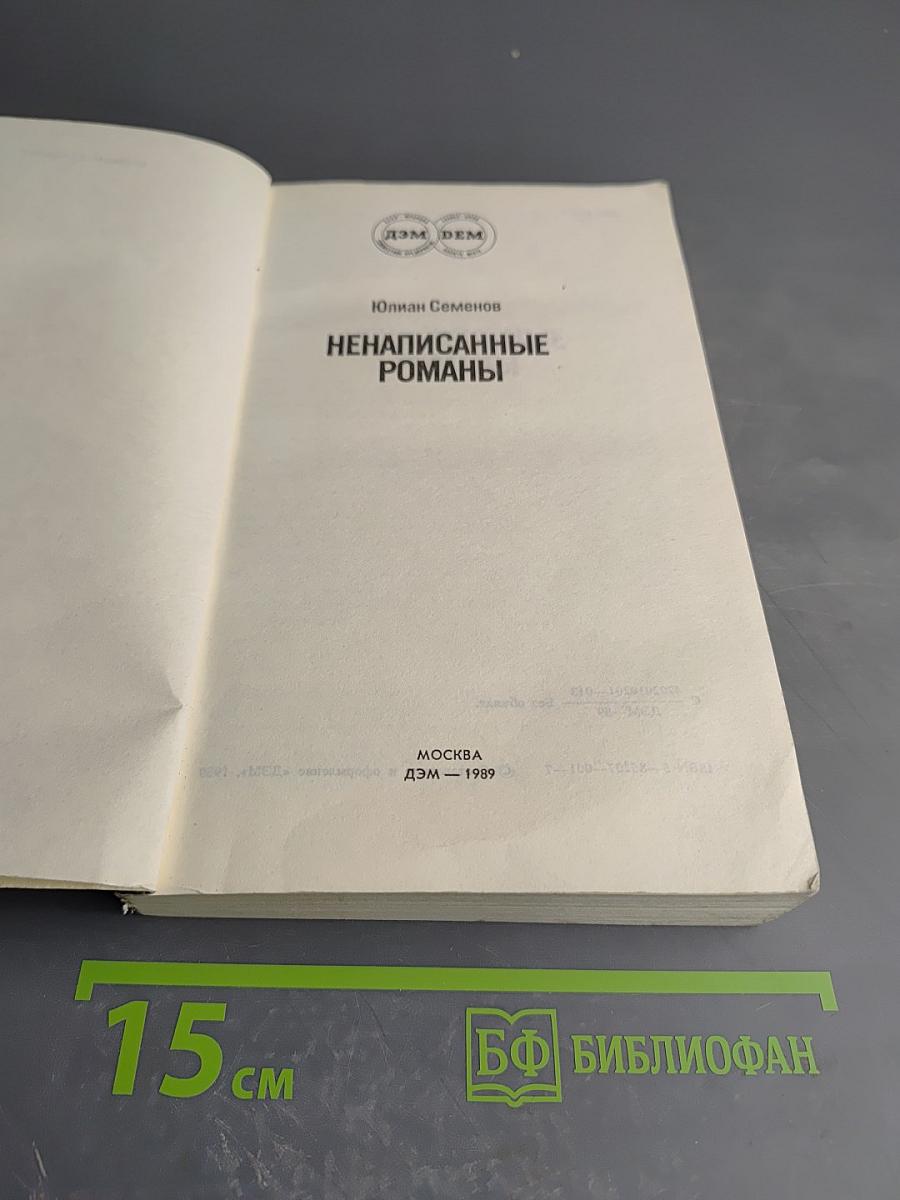 ДЭМ DEM
Юлиан Семенов
НЕНАПИСАННЫЕ
РОМАНЫ
МОСКВА
ДЭМ — 1989
15 см
БФ БИБЛИОФАН